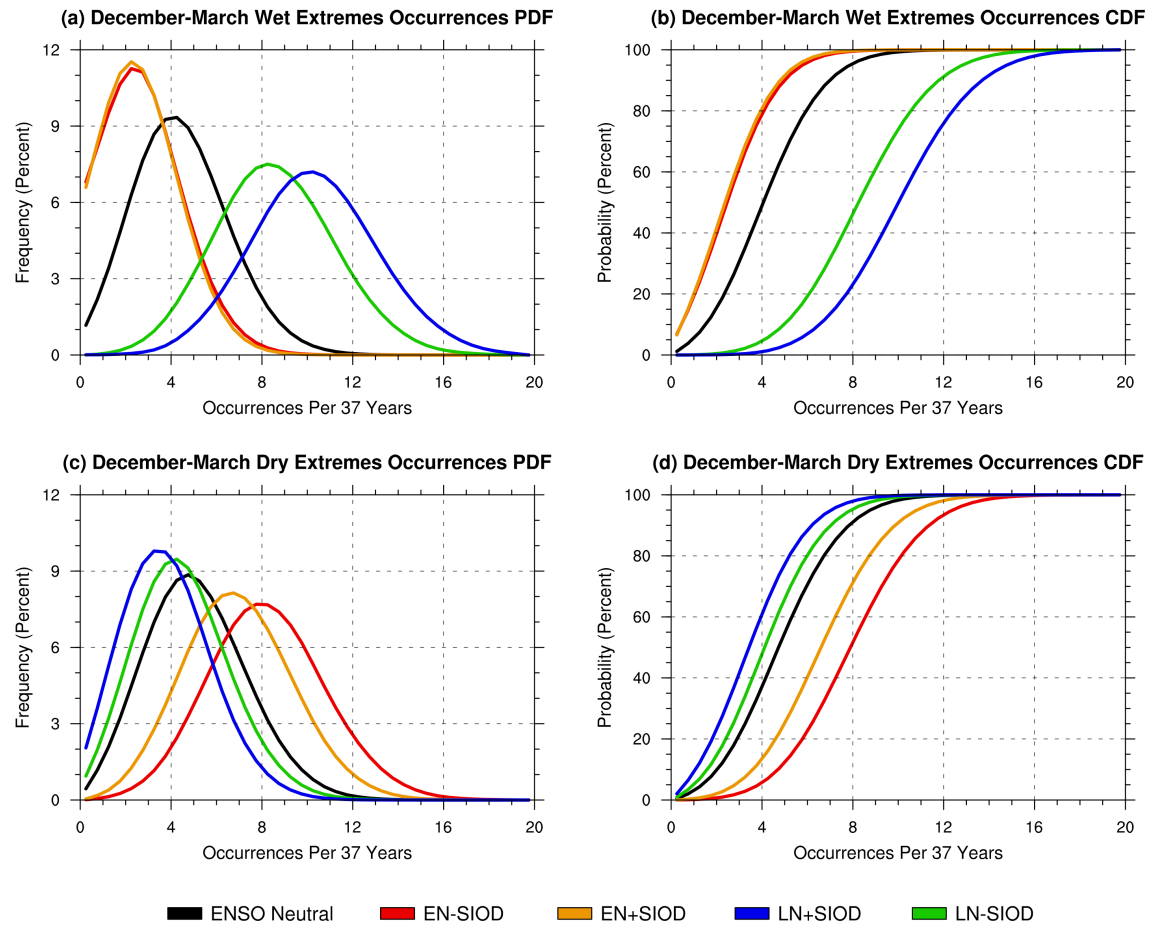 (a) December-March Wet Extremes Occurrences PDF
12
9
6
3
0
Frequency (Percent)
0 4 8 12 16 20
Occurrences Per 37 Years
(b) December-March Wet Extremes Occurrences CDF
100
80
60
40
20
0
Probability (Percent)
0 4 8 12 16 20
Occurrences Per 37 Years
(c) December-March Dry Extremes Occurrences PDF
12
9
6
3
0
Frequency (Percent)
0 4 8 12 16 20
Occurrences Per 37 Years
(d) December-March Dry Extremes Occurrences CDF
100
80
60
40
20
0
Probability (Percent)
0 4 8 12 16 20
Occurrences Per 37 Years
ENSO Neutral EN-SIOD EN+SIOD LN+SIOD LN-SIOD